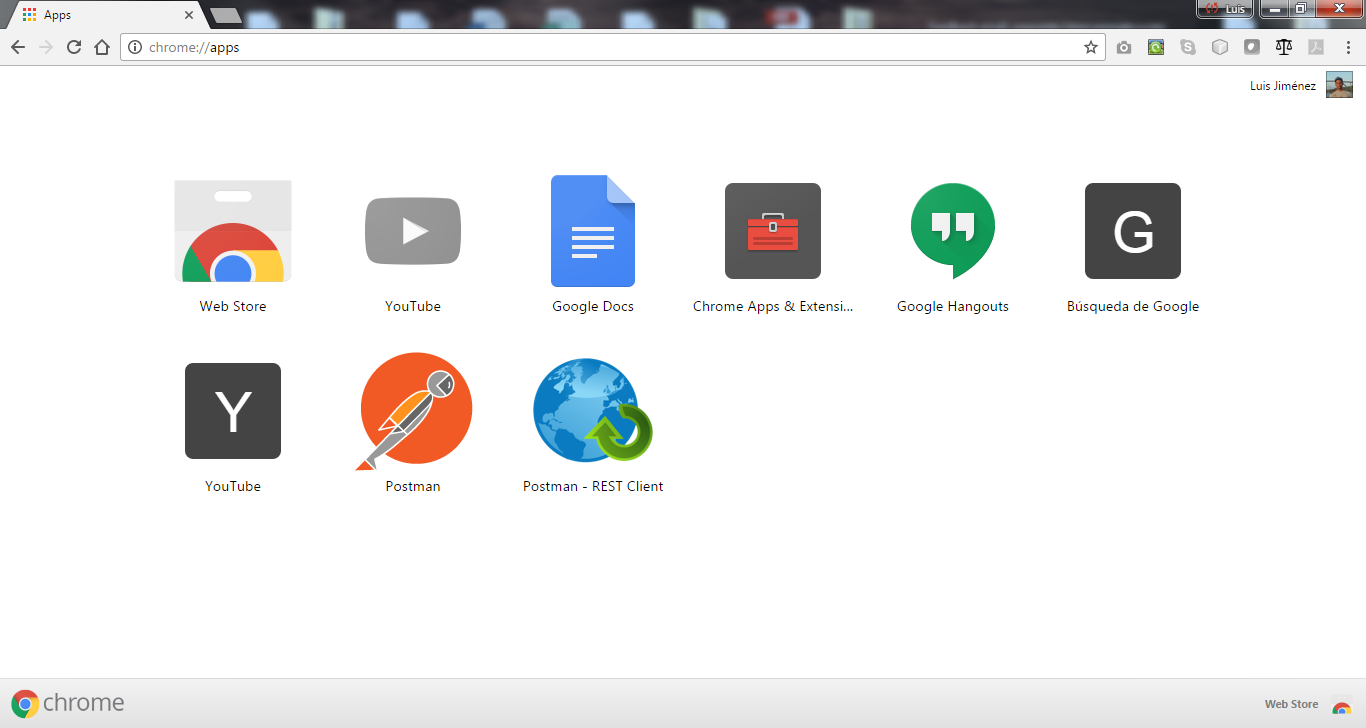 Apps
Luis
chrome://apps
Luis Jiménez
Web Store
YouTube
Google Docs
Chrome Apps & Extensi...
Google Hangouts
G
Búsqueda de Google
Y
YouTube
Postman
Postman - REST Client
chrome
Web Store